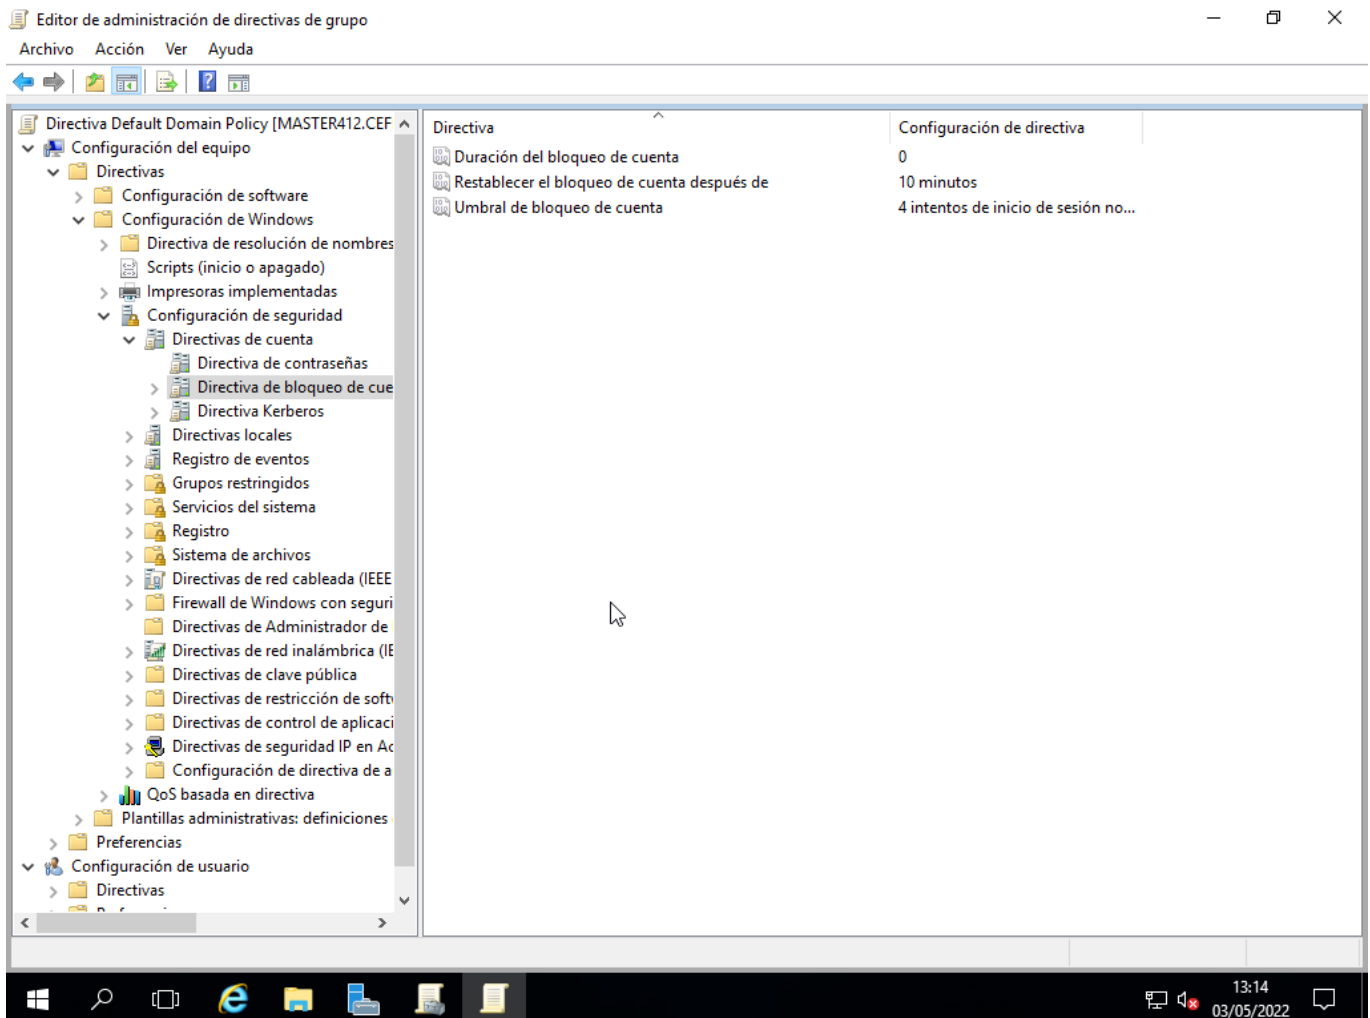 Editor de administración de directivas de grupo
Archivo Acción Ver Ayuda
Directiva Default Domain Policy [MASTER412.CEF
Configuración del equipo
Directivas
Configuración de software
Configuración de Windows
Directiva de resolución de nombres
Scripts (inicio o apagado)
Impresoras implementadas
Configuración de seguridad
Directivas de cuenta
Directiva de contraseñas
Directiva de bloqueo de cue
Directiva Kerberos
Directivas locales
Registro de eventos
Grupos restringidos
Servicios del sistema
Registro
Sistema de archivos
Directivas de red cableada (IEEE
Firewall de Windows con seguri
Directivas de Administrador de
Directivas de red inalámbrica (IE
Directivas de clave pública
Directivas de restricción de soft
Directivas de control de aplicaci
Directivas de seguridad IP en Ac
Configuración de directiva de a
QoS basada en directiva
Plantillas administrativas: definiciones
Preferencias
Configuración de usuario
Directivas
Directiva Configuración de directiva
Duración del bloqueo de cuenta 0
Restablecer el bloqueo de cuenta después de 10 minutos
Umbral de bloqueo de cuenta 4 intentos de inicio de sesión no...
13:14
03/05/2022